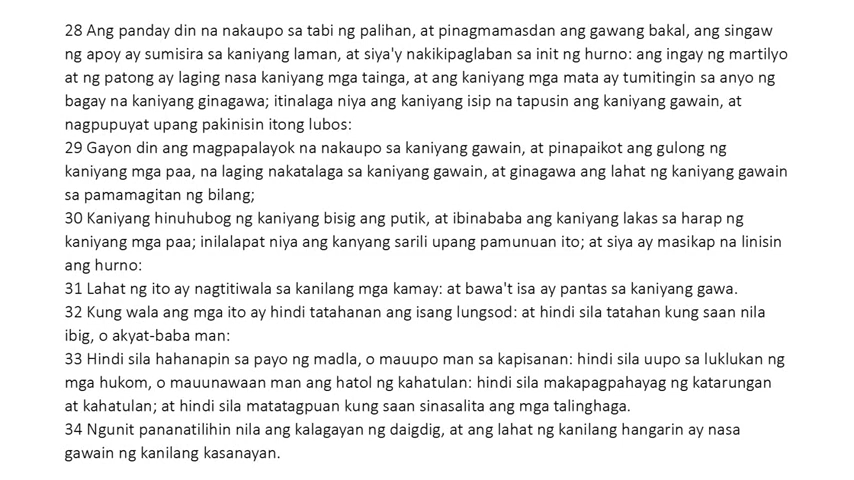 28 Ang panday din na nakaupo sa tabi ng palihan, at pinagmamasdan ang gawang bakal, ang singaw
ng apoy ay sumisira sa kaniyang laman, at siya'y nakikipaglaban sa init ng hurno: ang ingay ng martilyo
at ng patong ay laging nasa kaniyang mga tainga, at ang kaniyang mga mata ay tumitingin sa anyo ng
bagay na kaniyang ginagawa; itinalaga niya ang kaniyang isip na tapusin ang kaniyang gawain, at
nagpupuyat upang pakinisin itong lubos:
29 Gayon din ang magpapalayok na nakaupo sa kaniyang gawain, at pinapaikot ang gulong ng
kaniyang mga paa, na laging nakatalaga sa kaniyang gawain, at ginagawa ang lahat ng kaniyang gawain
sa pamamagitan ng bilang;
30 Kaniyang hinuhubog ng kaniyang bisig ang putik, at ibinababa ang kaniyang lakas sa harap ng
kaniyang mga paa; inilalapat niya ang kanyang sarili upang pamunuan ito; at siya ay masikap na linisin
ang hurno:
31 Lahat ng ito ay nagtitiwala sa kanilang mga kamay: at bawa't isa ay pantas sa kaniyang gawa.
32 Kung wala ang mga ito ay hindi tatahanan ang isang lungsod: at hindi sila tatahan kung saan nila
ibig, o akyat-baba man:
33 Hindi sila hahanapin sa payo ng madla, o mauupo man sa kapisanan: hindi sila uupo sa luklukan ng
mga hukom, o mauunawaan man ang hatol ng kahatulan: hindi sila makapagpahayag ng katarungan
at kahatulan; at hindi sila matatagpuan kung saan sinasalita ang mga talinghaga.
34 Ngunit pananatilihin nila ang kalagayan ng daigdig, at ang lahat ng kanilang hangarin ay nasa
gawain ng kanilang kasanayan.